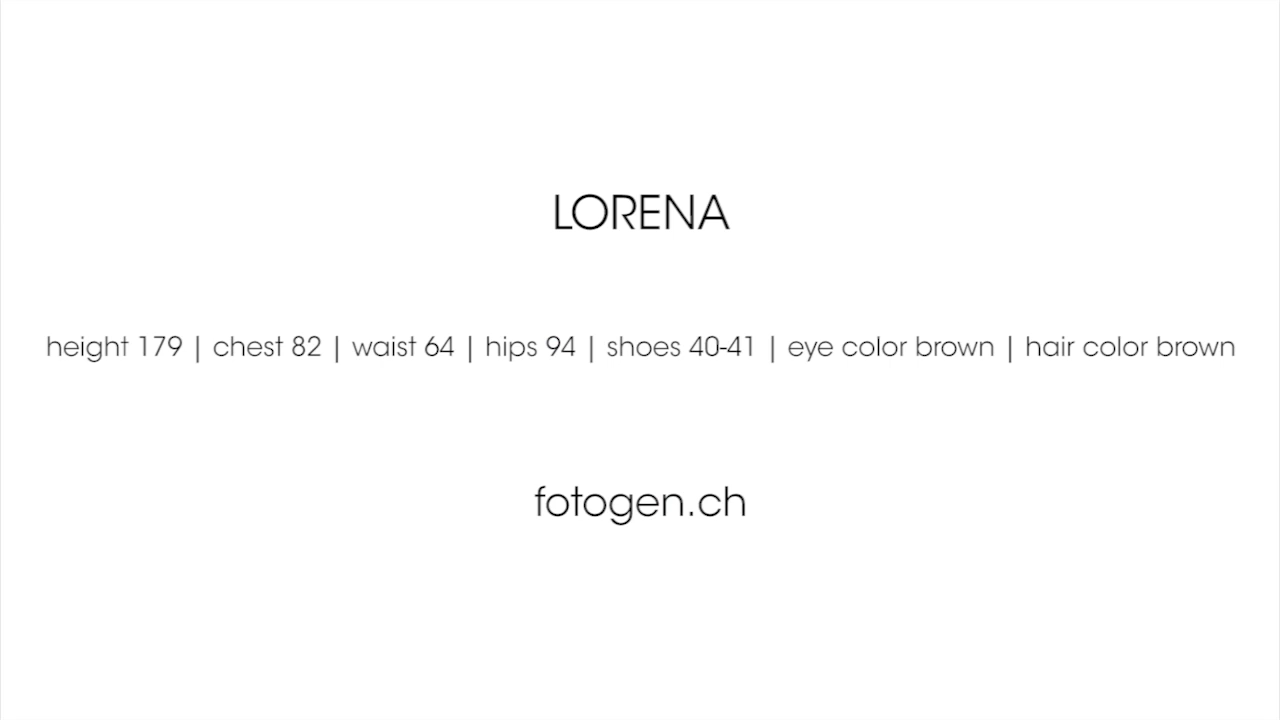 LORENA
height 179 | chest 82 | waist 64 | hips 94 | shoes 40-41 | eye color brown | hair color brown
fotogen.ch